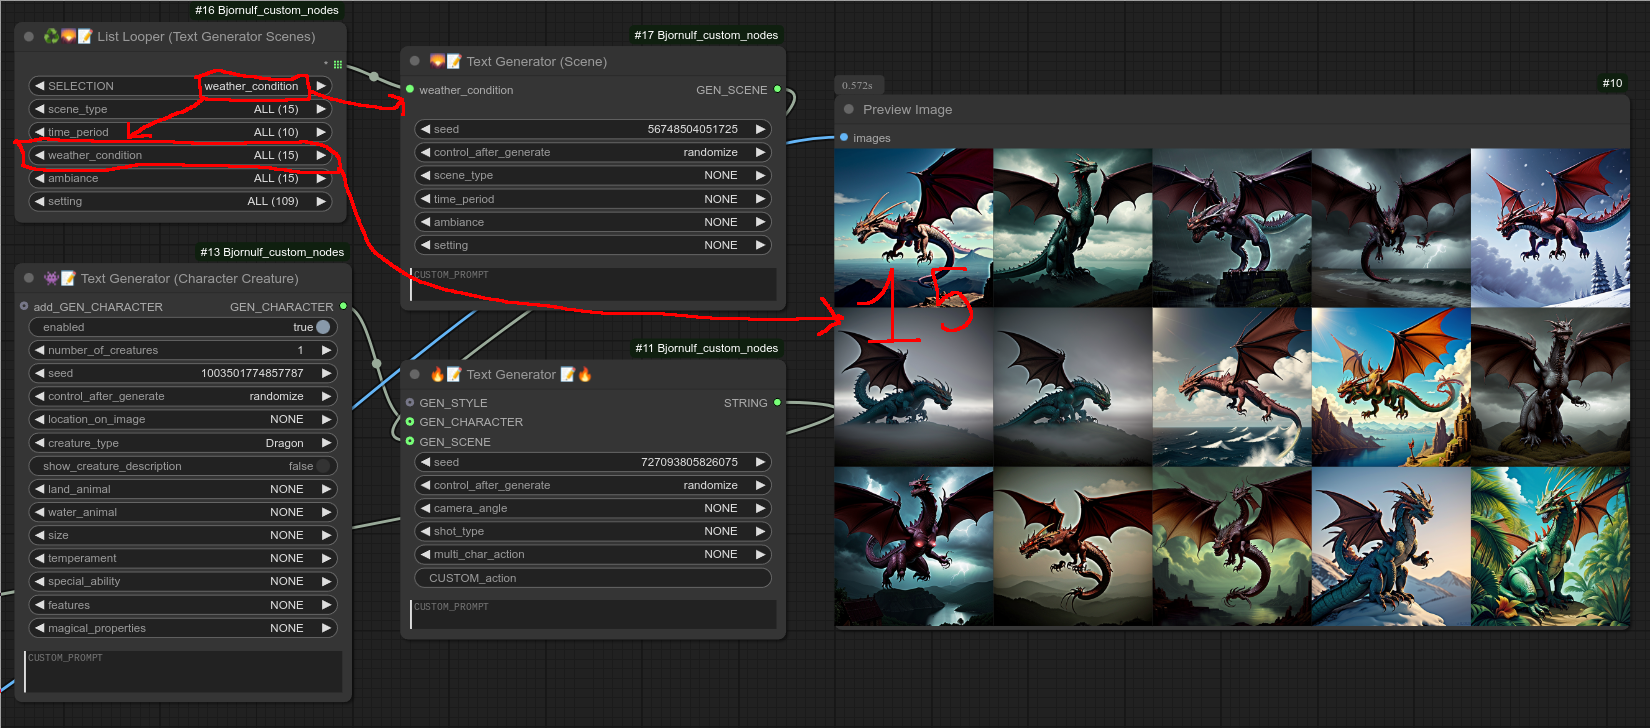 #16 Bjornulf_custom_nodes
♻️🌄📝 List Looper (Text Generator Scenes)
SELECTION weather_condition
scene_type ALL (15)
time_period ALL (10)
weather_condition ALL (15)
ambiance ALL (15)
setting ALL (109)
#13 Bjornulf_custom_nodes
👾📝 Text Generator (Character Creature)
add_GEN_CHARACTER GEN_CHARACTER
enabled true
number_of_creatures 1
seed 1003501774857787
control_after_generate randomize
location_on_image NONE
creature_type Dragon
show_creature_description false
land_animal NONE
water_animal NONE
size NONE
temperament NONE
special_ability NONE
features NONE
magical_properties NONE
CUSTOM_PROMPT
#17 Bjornulf_custom_nodes
🌄📝 Text Generator (Scene)
weather_condition GEN_SCENE
seed 56748504051725
control_after_generate randomize
scene_type NONE
time_period NONE
ambiance NONE
setting NONE
CUSTOM_PROMPT
#11 Bjornulf_custom_nodes
🔥📝 Text Generator 📝🔥
GEN_STYLE STRING
GEN_CHARACTER
GEN_SCENE
seed 727093805826075
control_after_generate randomize
camera_angle NONE
shot_type NONE
multi_char_action NONE
CUSTOM_action
CUSTOM_PROMPT
0.572s
#10
Preview Image
images
15